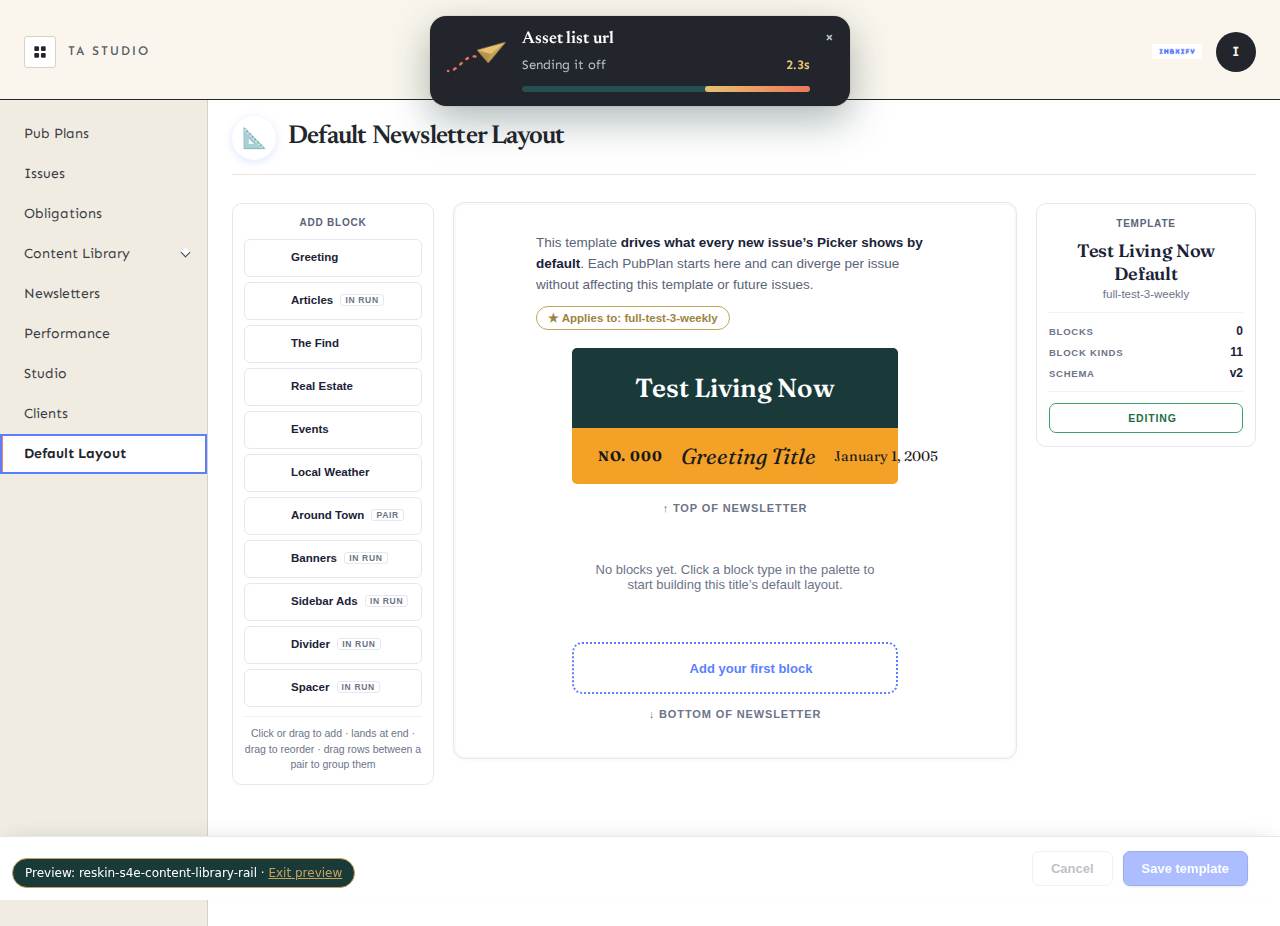 TA STUDIO
Asset list url
×
Sending it off
2.3s
INBXIFY
I
Pub Plans
Issues
Obligations
Content Library
Newsletters
Performance
Studio
Clients
Default Layout
Default Newsletter Layout
ADD BLOCK
Greeting
Articles IN RUN
The Find
Real Estate
Events
Local Weather
Around Town PAIR
Banners IN RUN
Sidebar Ads IN RUN
Divider IN RUN
Spacer IN RUN
Click or drag to add · lands at end ·
drag to reorder · drag rows between a
pair to group them
This template drives what every new issue's Picker shows by
default. Each PubPlan starts here and can diverge per issue
without affecting this template or future issues.
★ Applies to: full-test-3-weekly
Test Living Now
NO. 000 Greeting Title January 1, 2005
↑ TOP OF NEWSLETTER
No blocks yet. Click a block type in the palette to
start building this title's default layout.
Add your first block
↓ BOTTOM OF NEWSLETTER
TEMPLATE
Test Living Now
Default
full-test-3-weekly
BLOCKS 0
BLOCK KINDS 11
SCHEMA v2
EDITING
Preview: reskin-s4e-content-library-rail · Exit preview
Cancel
Save template